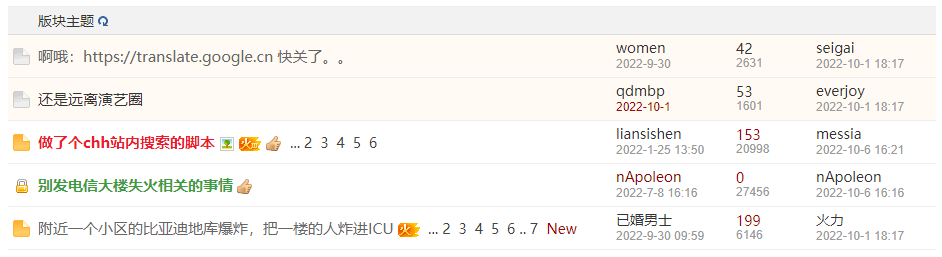 版块主题
啊哦：https://translate.google.cn 快关了。。 women 42 seigai
2022-9-30 2631 2022-10-1 18:17
还是远离演艺圈 qdmbp 53 everjoy
2022-10-1 1601 2022-10-1 18:17
做了个chh站内搜索的脚本 火 ... 2 3 4 5 6 liansishen 153 messia
2022-1-25 13:50 20998 2022-10-6 16:21
别发电信大楼失火相关的事情 nApoleon 0 nApoleon
2022-7-8 16:16 27456 2022-10-6 16:16
附近一个小区的比亚迪地库爆炸，把一楼的人炸进ICU 火 ... 2 3 4 5 6 .. 7 New 已婚男士 199 火力
2022-9-30 09:59 6146 2022-10-1 18:17